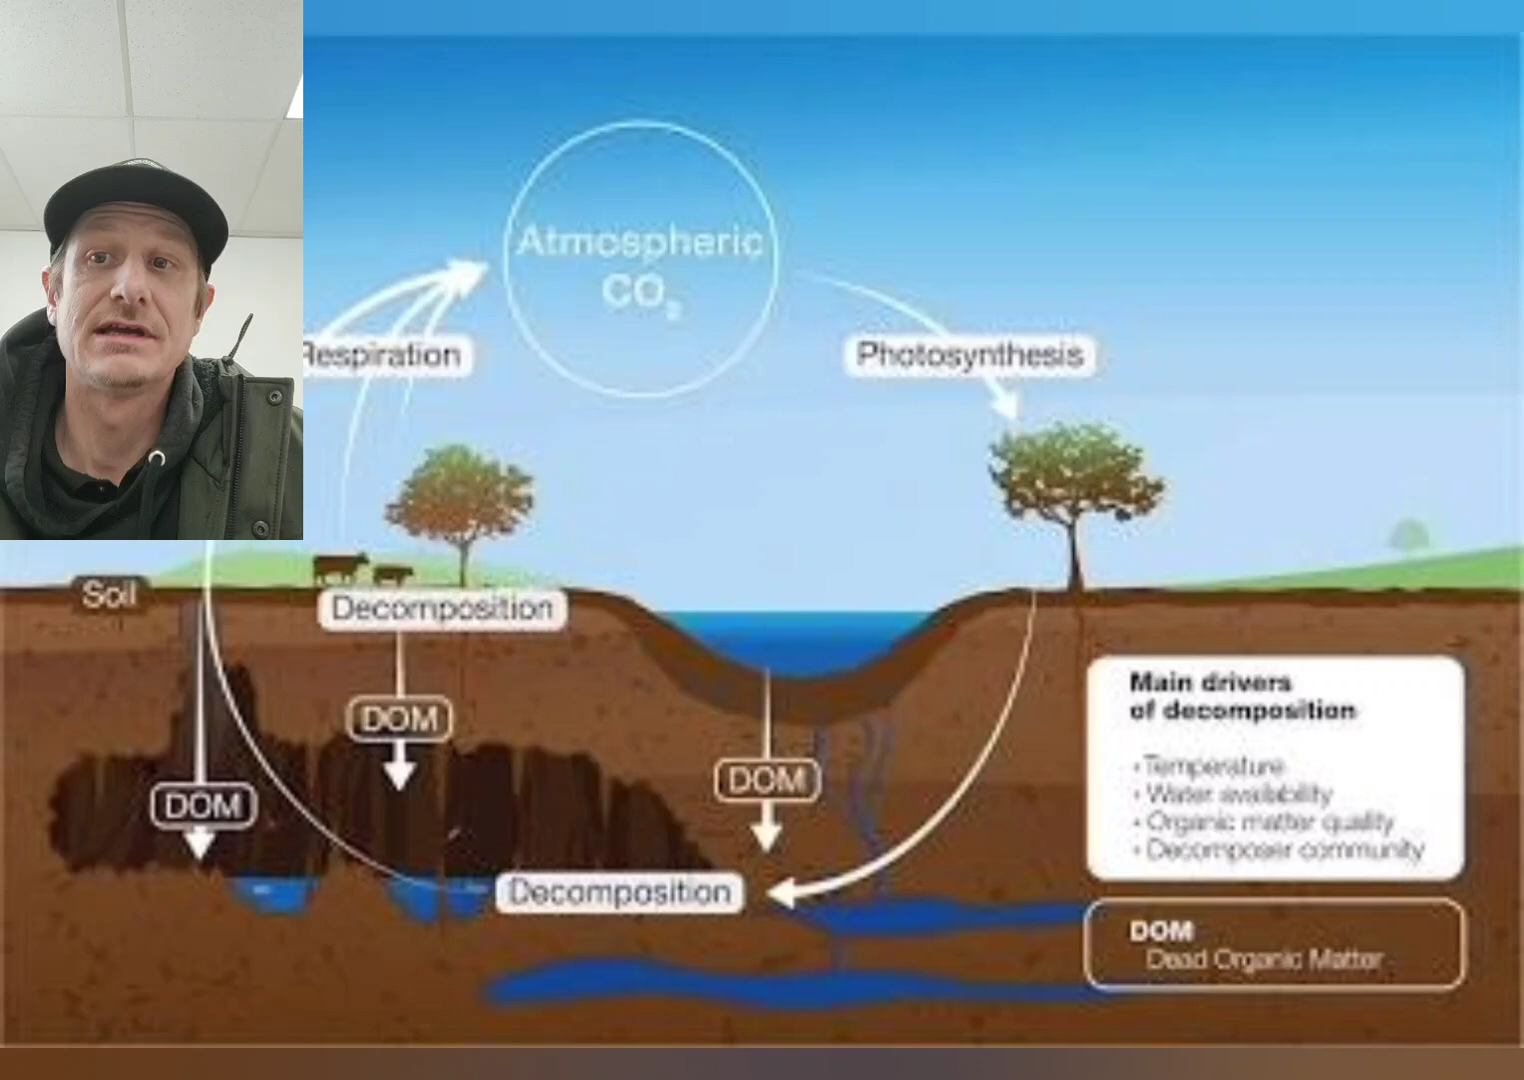 Atmospheric
CO2
Respiration
Photosynthesis
Soil
Decomposition
DOM
DOM
DOM
Decomposition
Main drivers
of decomposition
• Temperature
• Water availability
• Organic matter quality
• Decomposer community
DOM
Dead Organic Matter